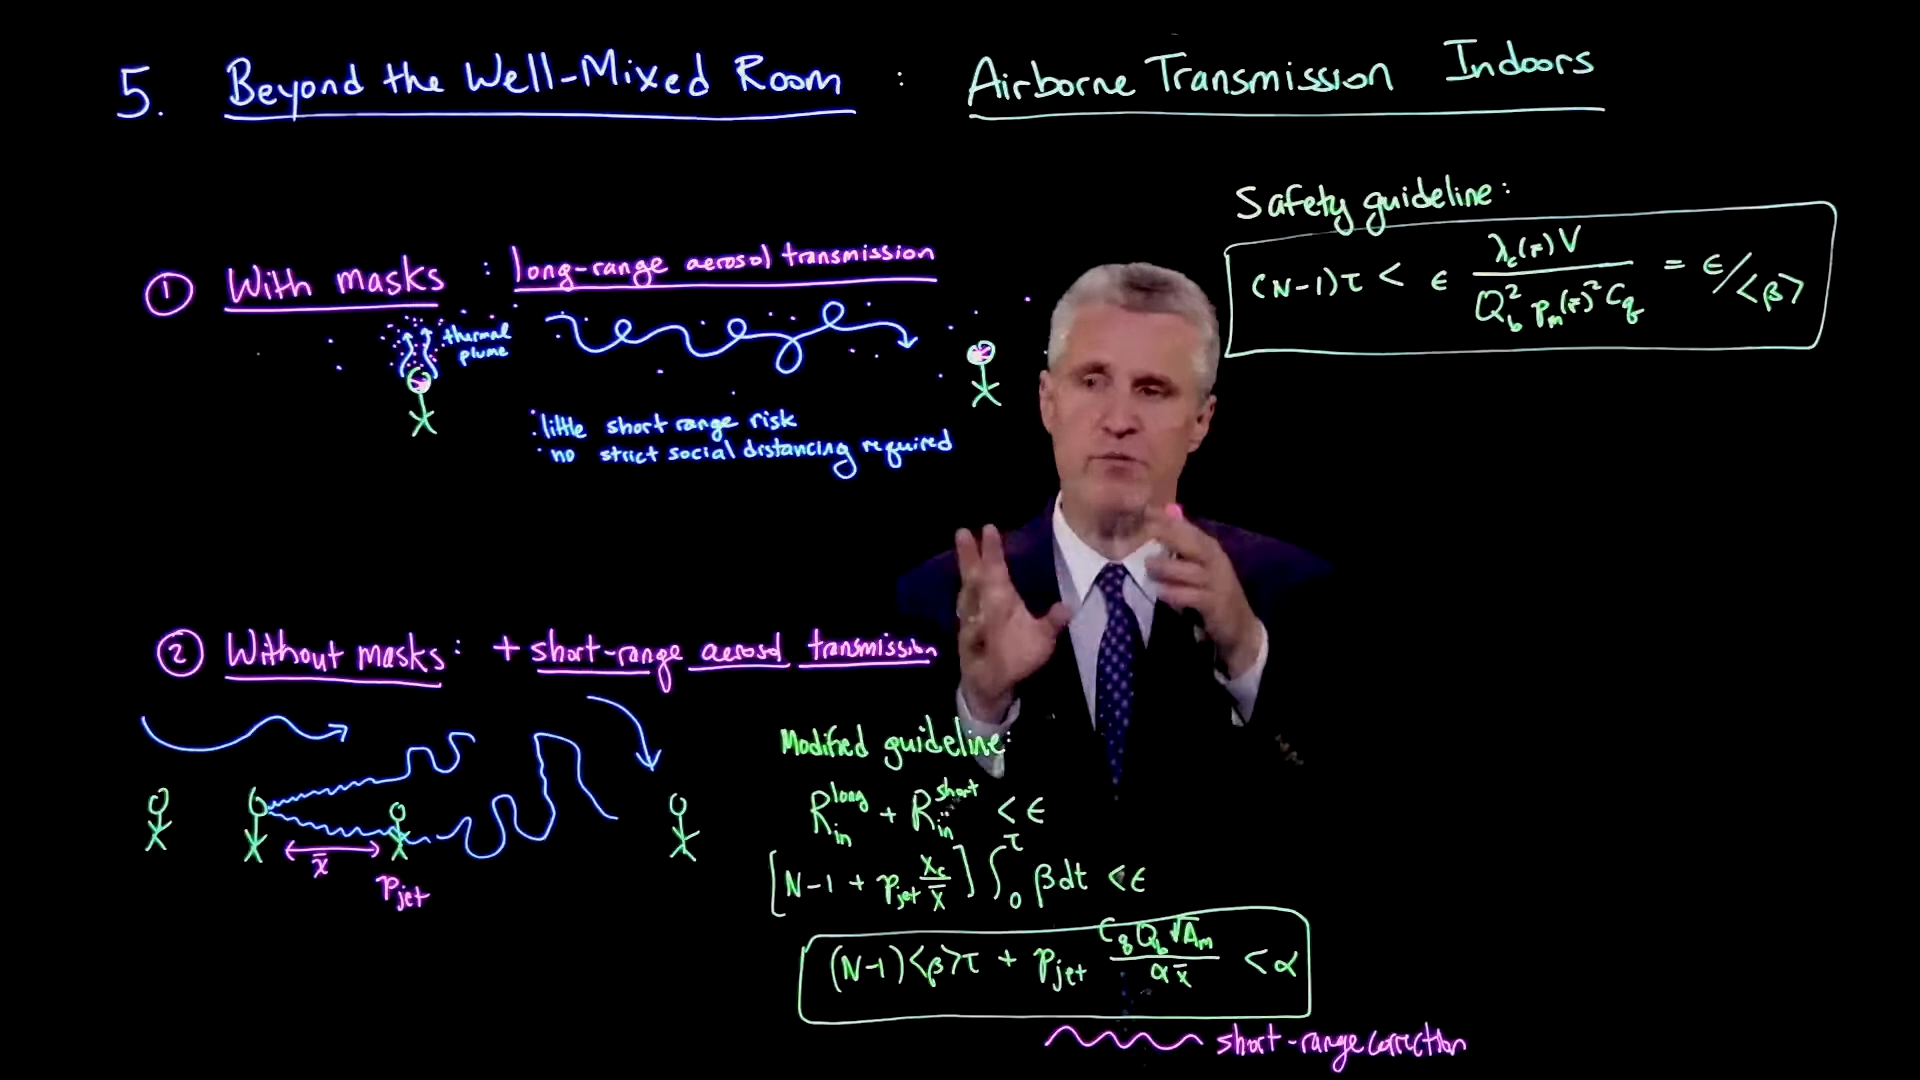 5. Beyond the Well-Mixed Room : Airborne Transmission Indoors
Safety guideline:
(N-1)τ < ε λc(r)V / Qb² pm(r)² Cq = ε/<β>
① With masks : long-range aerosol transmission
thermal
plume
: little short range risk
· no strict social distancing required
② Without masks: + short-range aerosol transmission
x̄
Pjet
Modified guideline:
Rin^long + Rin^short < ε
[N-1 + Pjet xc/x̄] ∫₀^τ β dt < ε
(N-1)<β>τ + Pjet Cq Qb √Am / α x̄ < α
short-range correction